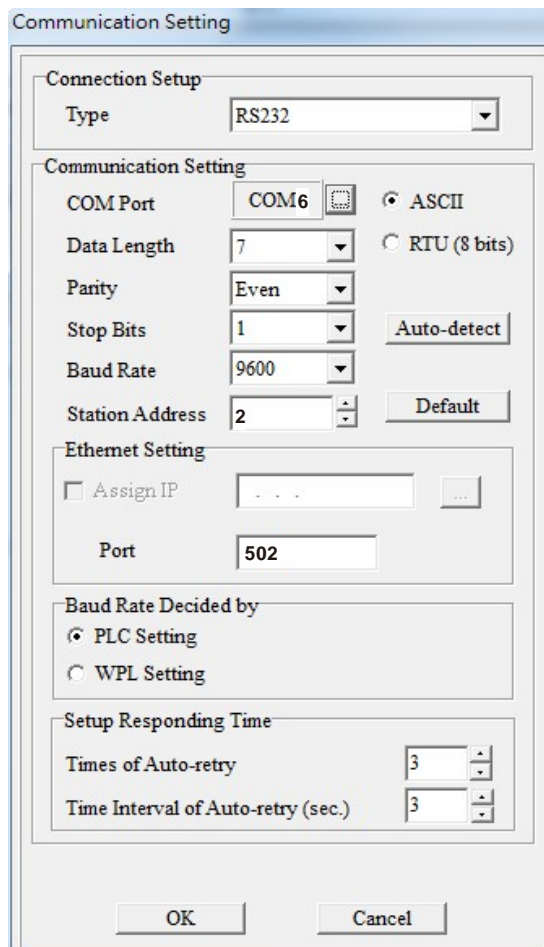 Communication Setting
Connection Setup
Type RS232
Communication Setting
COM Port COM6 ASCII
Data Length 7 RTU (8 bits)
Parity Even
Stop Bits 1 Auto-detect
Baud Rate 9600
Station Address 2 Default
Ethernet Setting
Assign IP . . . ...
Port 502
Baud Rate Decided by
PLC Setting
WPL Setting
Setup Responding Time
Times of Auto-retry 3
Time Interval of Auto-retry (sec.) 3
OK Cancel